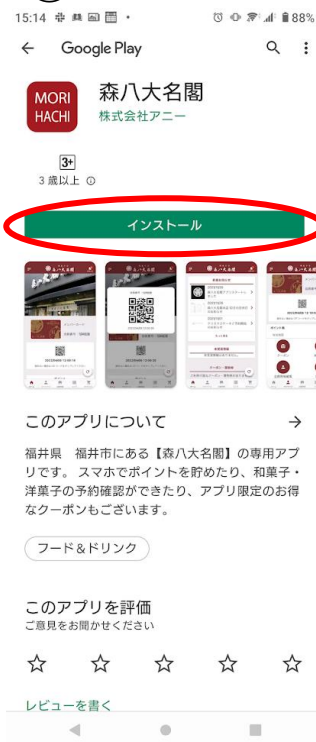 15:14
88%
Google Play
MORI
HACHI
森八大名閣
株式会社アニー
3+
3 歳以上
インストール
このアプリについて
福井県 福井市にある【森八大名閣】の専用アプ
リです。 スマホでポイントを貯めたり、和菓子・
洋菓子の予約確認ができたり、アプリ限定のお得
なクーポンもございます。
フード＆ドリンク
このアプリを評価
ご意見をお聞かせください
レビューを書く